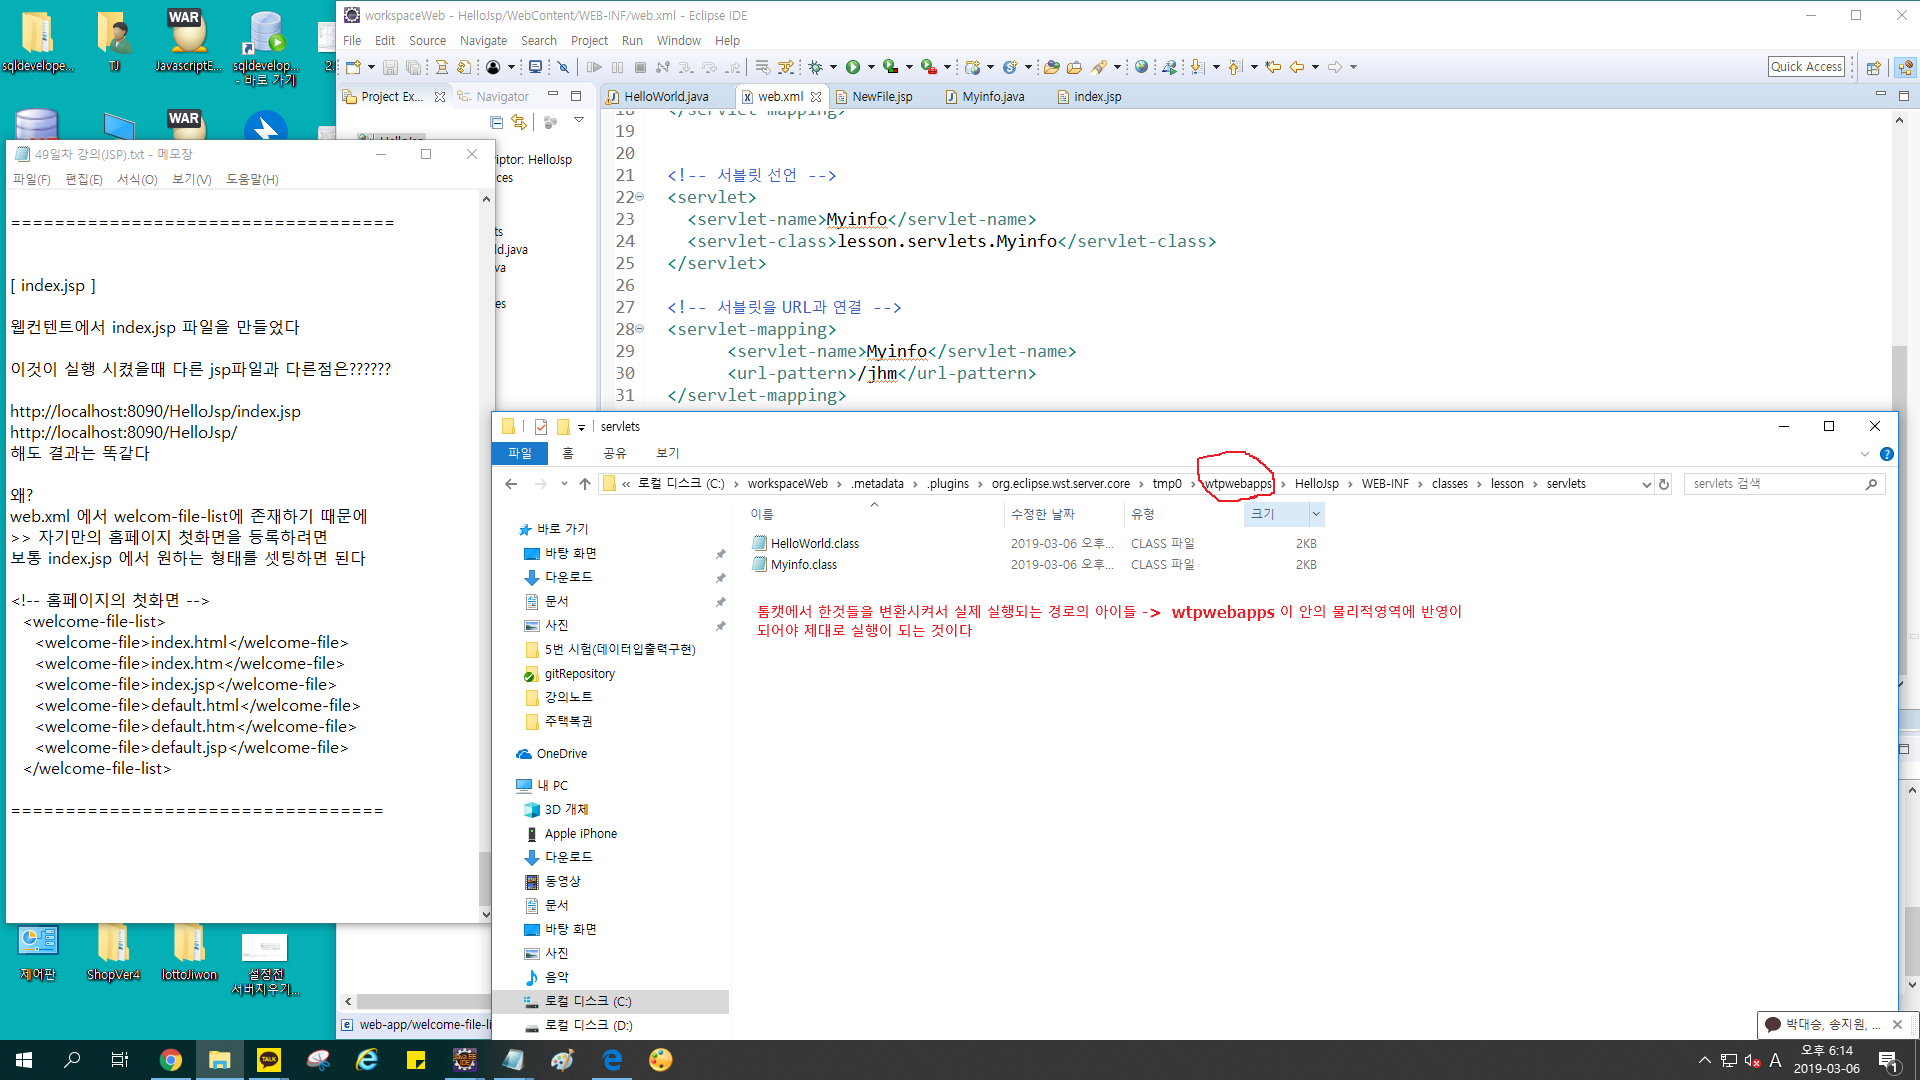 sqldevelope...
TJ
JavascriptE...
sqldevelop...
- 바로 가기
2.
WAR
WAR
workspaceWeb - HelloJsp/WebContent/WEB-INF/web.xml - Eclipse IDE
File Edit Source Navigate Search Project Run Window Help
Quick Access
Project Ex...
Navigator
HelloWorld.java
web.xml
NewFile.jsp
Myinfo.java
index.jsp
iptor: HelloJsp
ces
ts
ld.java
va
es
18 </servlet-mapping>
19
20
21 <!-- 서블릿 선언 -->
22 <servlet>
23 <servlet-name>Myinfo</servlet-name>
24 <servlet-class>lesson.servlets.Myinfo</servlet-class>
25 </servlet>
26
27 <!-- 서블릿을 URL과 연결 -->
28 <servlet-mapping>
29 <servlet-name>Myinfo</servlet-name>
30 <url-pattern>/jhm</url-pattern>
31 </servlet-mapping>
web-app/welcome-file-li
49일차 강의(JSP).txt - 메모장
파일(F) 편집(E) 서식(O) 보기(V) 도움말(H)
===================================
[ index.jsp ]
웹컨텐트에서 index.jsp 파일을 만들었다
이것이 실행 시켰을때 다른 jsp파일과 다른점은??????
http://localhost:8090/HelloJsp/index.jsp
http://localhost:8090/HelloJsp/
해도 결과는 똑같다
왜?
web.xml 에서 welcom-file-list에 존재하기 때문에
>> 자기만의 홈페이지 첫화면을 등록하려면
보통 index.jsp 에서 원하는 형태를 셋팅하면 된다
<!-- 홈페이지의 첫화면 -->
<welcome-file-list>
<welcome-file>index.html</welcome-file>
<welcome-file>index.htm</welcome-file>
<welcome-file>index.jsp</welcome-file>
<welcome-file>default.html</welcome-file>
<welcome-file>default.htm</welcome-file>
<welcome-file>default.jsp</welcome-file>
</welcome-file-list>
==================================
servlets
파일 홈 공유 보기
« 로컬 디스크 (C:) › workspaceWeb › .metadata › .plugins › org.eclipse.wst.server.core › tmp0 › wtpwebapps › HelloJsp › WEB-INF › classes › lesson › servlets
servlets 검색
이름 수정한 날짜 유형 크기
HelloWorld.class 2019-03-06 오후... CLASS 파일 2KB
Myinfo.class 2019-03-06 오후... CLASS 파일 2KB
톰캣에서 한것들을 변환시켜서 실제 실행되는 경로의 아이들 -> wtpwebapps 이 안의 물리적영역에 반영이
되어야 제대로 실행이 되는 것이다
바로 가기
바탕 화면
다운로드
문서
사진
5번 시험(데이터입출력구현)
gitRepository
강의노트
주택복권
OneDrive
내 PC
3D 개체
Apple iPhone
다운로드
동영상
문서
바탕 화면
사진
음악
로컬 디스크 (C:)
로컬 디스크 (D:)
제어판
ShopVer4
lottoJiwon
설정전
서버지우기...
박대승, 송지원, ...
TALK
A
오후 6:14
2019-03-06
1